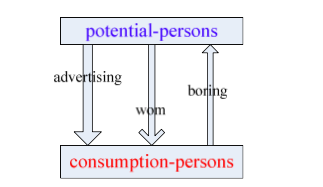 potential-persons
advertising
boring
wom
consumption-persons